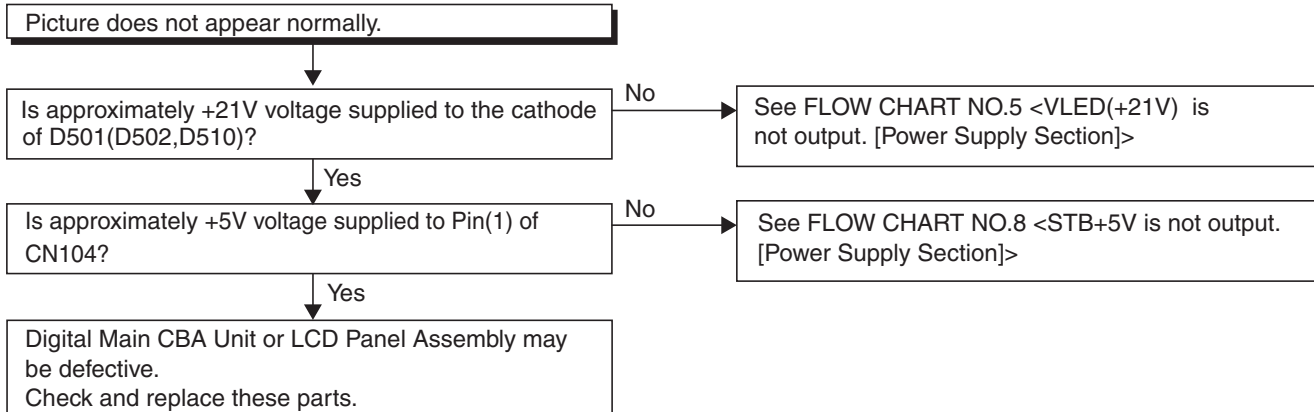 Picture does not appear normally.
Is approximately +21V voltage supplied to the cathode
of D501(D502,D510)?
No
See FLOW CHART NO.5 <VLED(+21V)  is
not output. [Power Supply Section]>
Yes
Is approximately +5V voltage supplied to Pin(1) of
CN104?
No
See FLOW CHART NO.8 <STB+5V is not output.
[Power Supply Section]>
Yes
Digital Main CBA Unit or LCD Panel Assembly may
be defective.
Check and replace these parts.